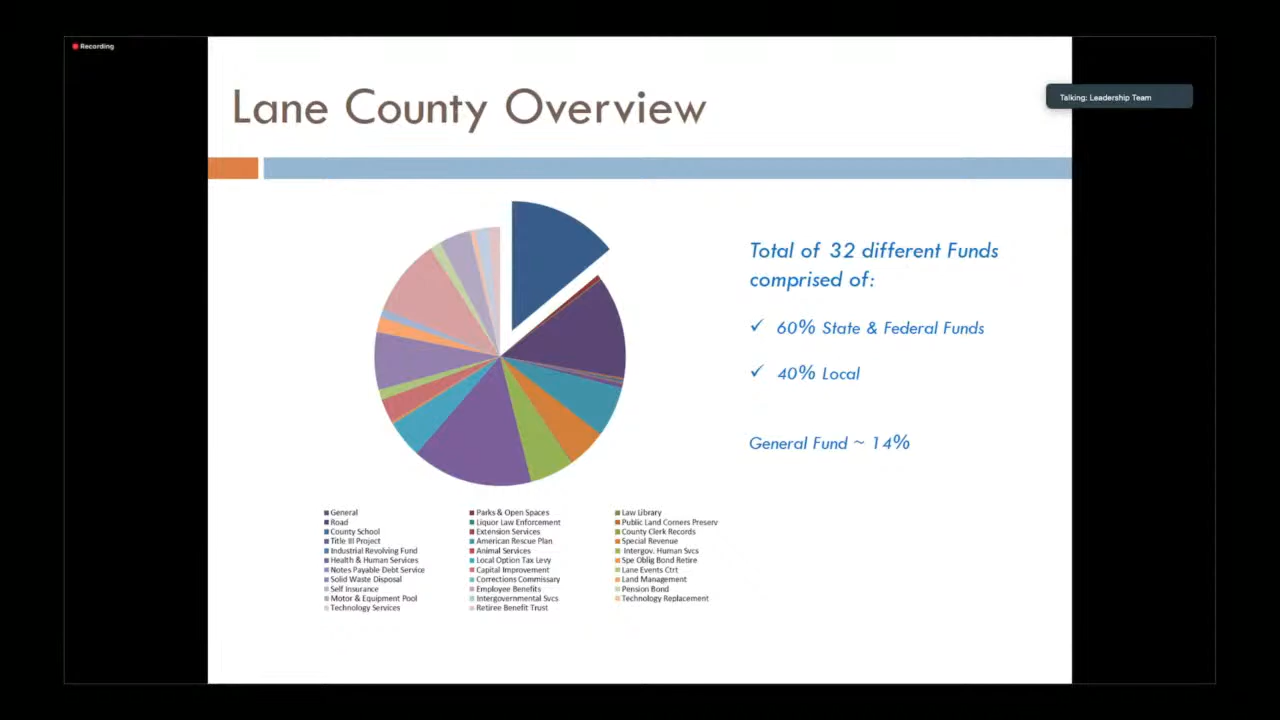 Recording
Lane County Overview
Talking: Leadership Team
Total of 32 different Funds
comprised of:
✓ 60% State & Federal Funds
✓ 40% Local
General Fund ~ 14%
General Parks & Open Spaces Law Library
Road Liquor Law Enforcement Public Land Corners Preserv
County School Extension Services County Clerk Records
Title III Project American Rescue Plan Special Revenue
Industrial Revolving Fund Animal Services Intergov. Human Svcs
Health & Human Services Local Option Tax Levy Spe Oblig Bond Retire
Notes Payable Debt Service Capital Improvement Lane Events Ctrt
Solid Waste Disposal Corrections Commissary Land Management
Self Insurance Employee Benefits Pension Bond
Motor & Equipment Pool Intergovernmental Svcs Technology Replacement
Technology Services Retiree Benefit Trust